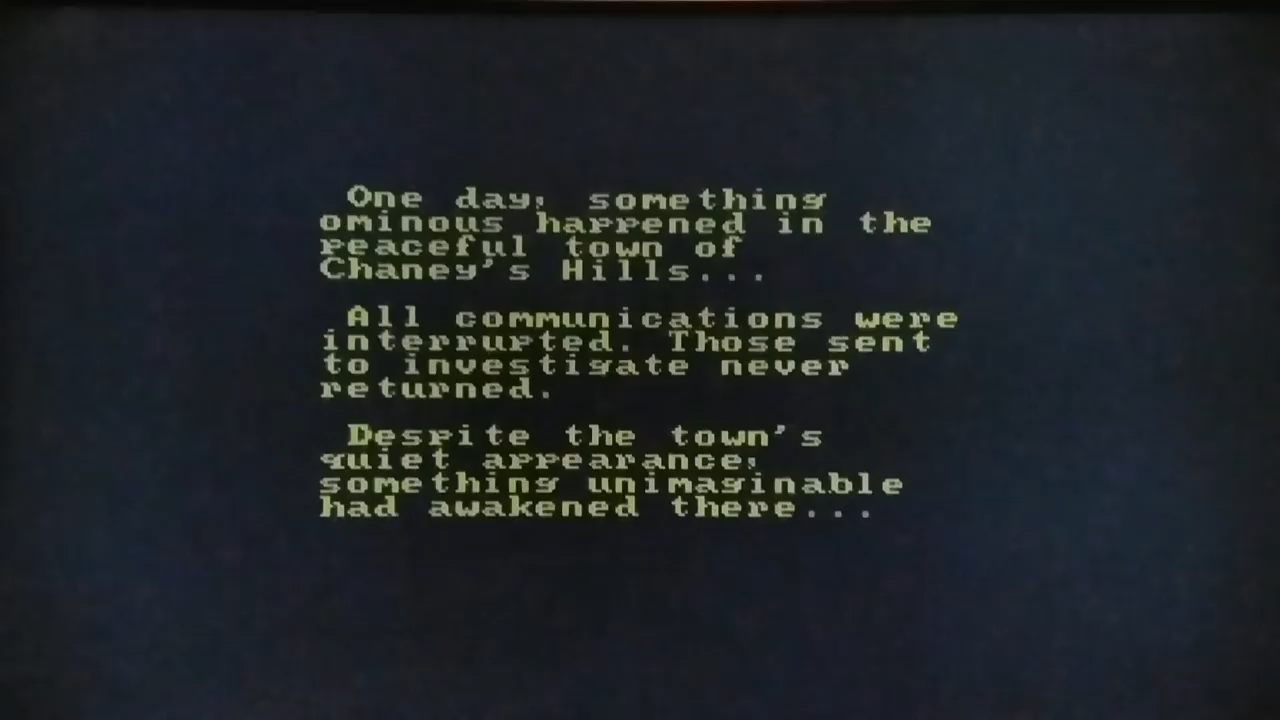 One day, something
ominous happened in the
peaceful town of
Chaney's Hills...
All communications were
interrupted. Those sent
to investigate never
returned.
Despite the town's
quiet appearance,
something unimaginable
had awakened there...